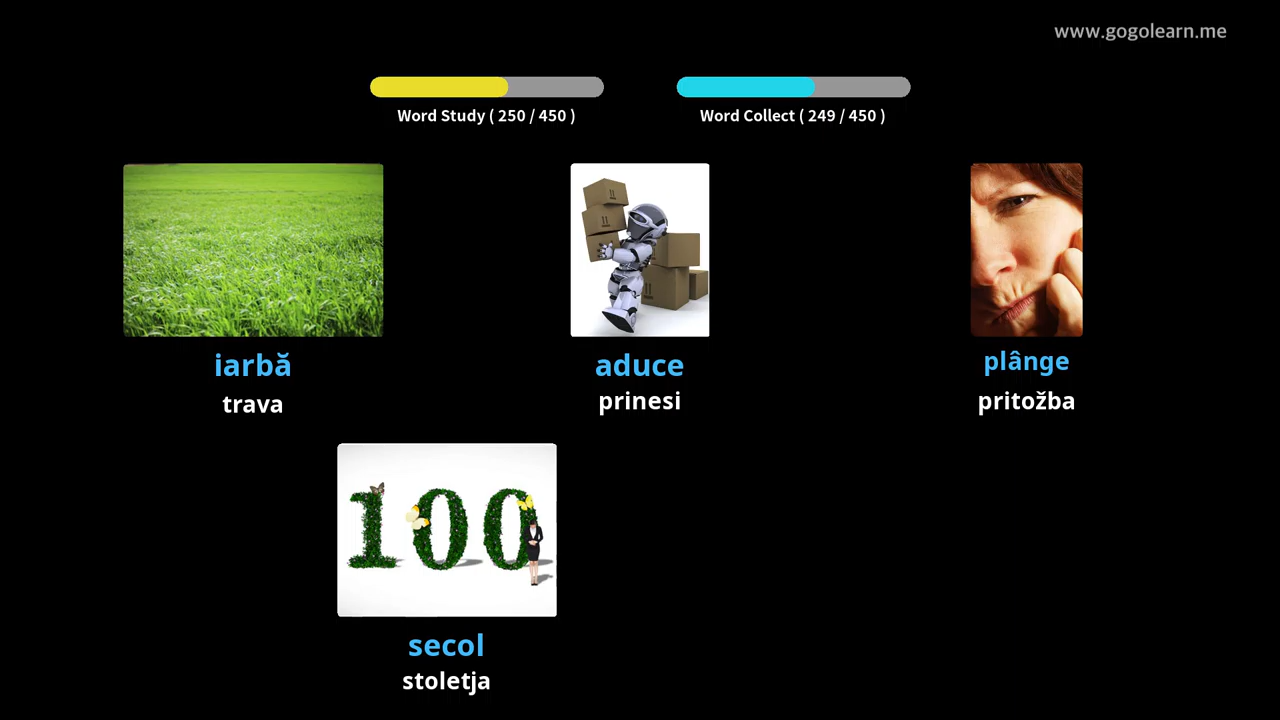 www.gogolearn.me
Word Study ( 250 / 450 )
Word Collect ( 249 / 450 )
iarbă
trava
aduce
prinesi
plânge
pritožba
100
secol
stoletja